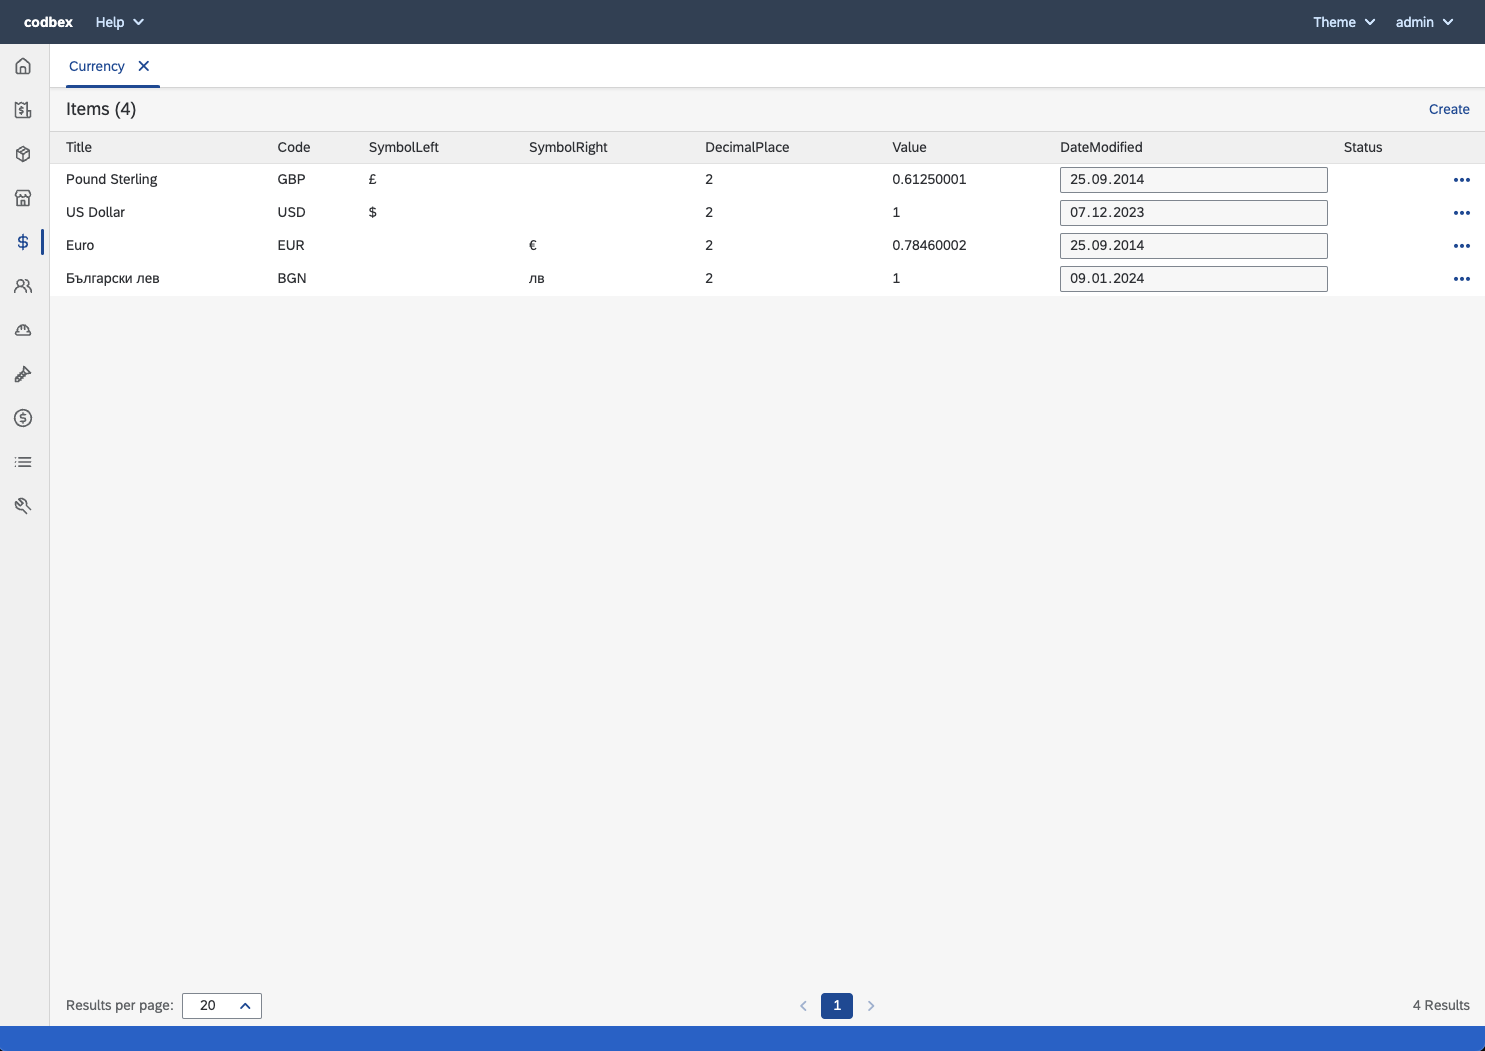 codbex Help Theme admin
Currency
Items (4) Create
Title Code SymbolLeft SymbolRight DecimalPlace Value DateModified Status
Pound Sterling GBP £ 2 0.61250001 25.09.2014
US Dollar USD $ 2 1 07.12.2023
Euro EUR € 2 0.78460002 25.09.2014
Български лев BGN лв 2 1 09.01.2024
Results per page: 20 1 4 Results